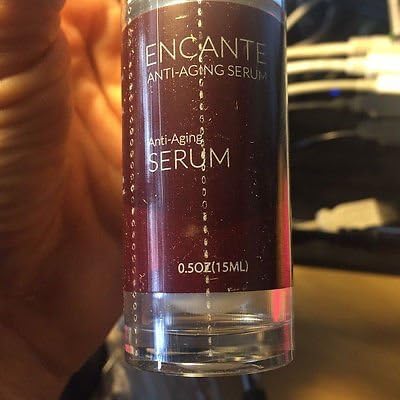 ENCANTE
ANTI-AGING SERUM
Anti-Aging
SERUM
0.5OZ(15ML)